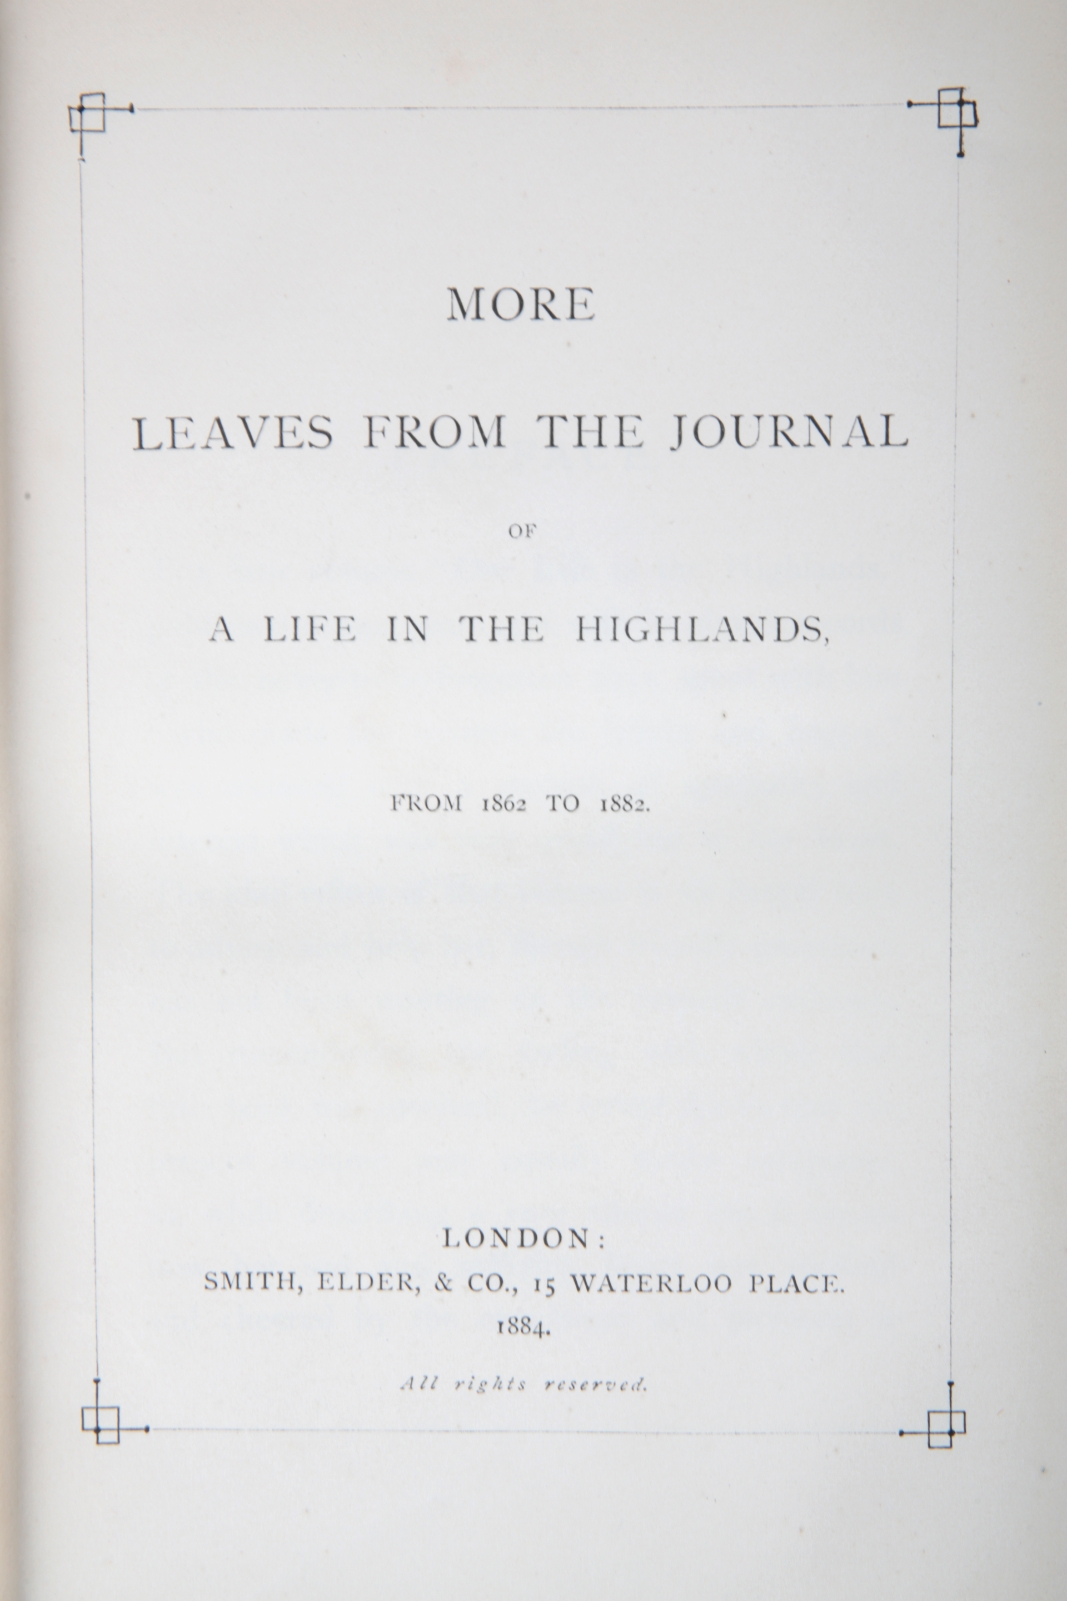 MORE
LEAVES FROM THE JOURNAL
OF
A LIFE IN THE HIGHLANDS,
FROM 1862 TO 1882.
LONDON:
SMITH, ELDER, & CO., 15 WATERLOO PLACE.
1884.
All rights reserved.